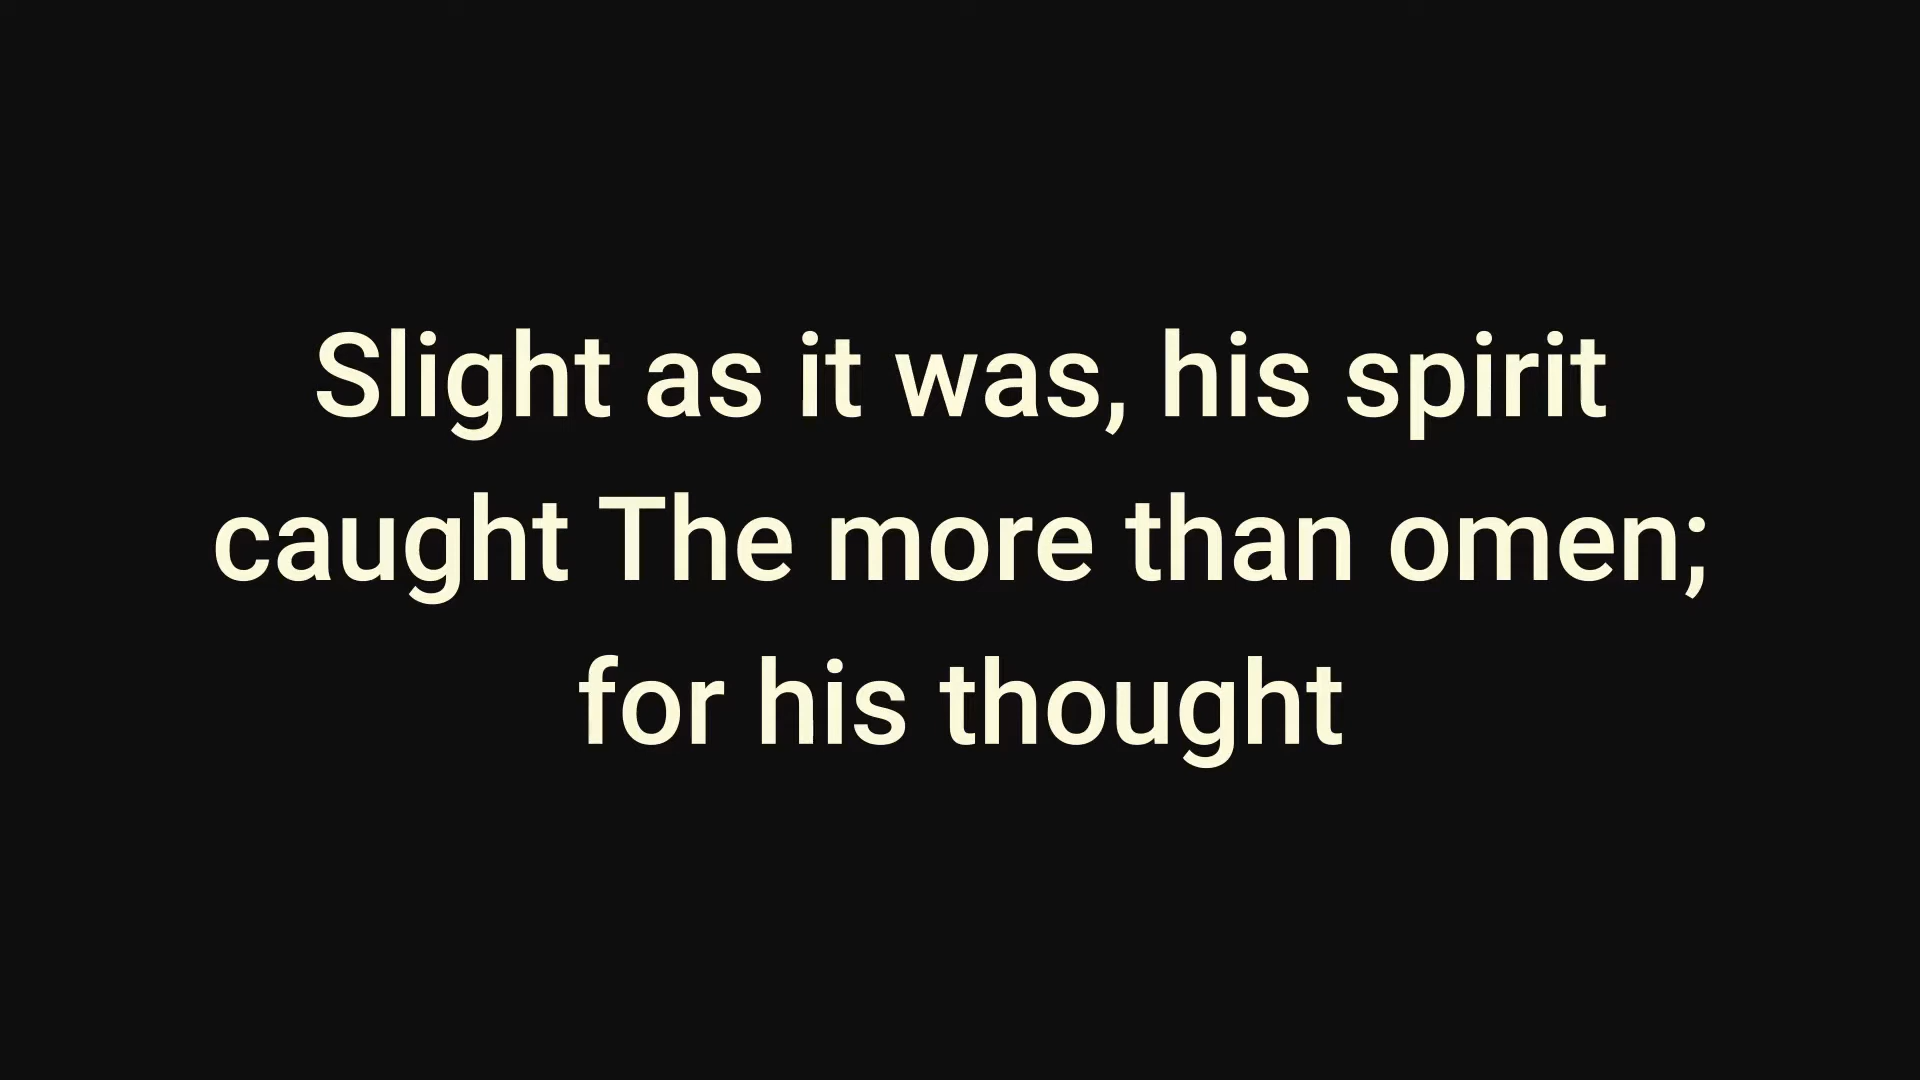 Slight as it was, his spirit
caught The more than omen;
for his thought